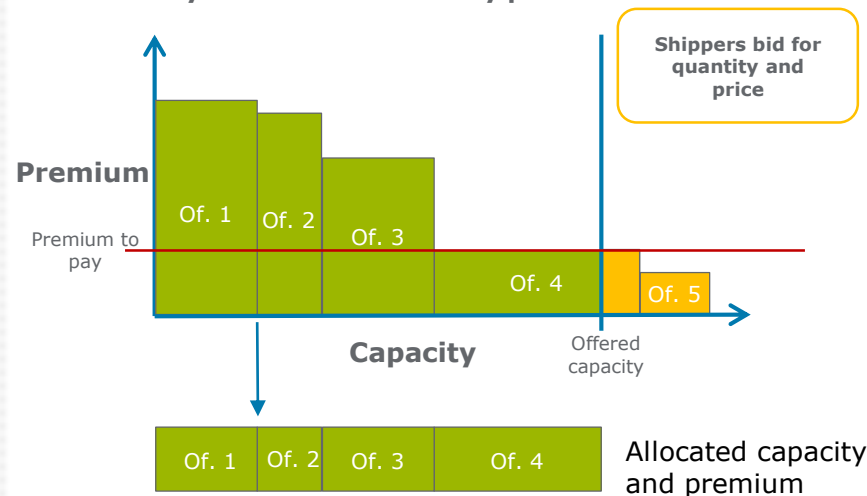 Shippers bid for
quantity and
price
Premium
Of. 1
Of. 2
Of. 3
Premium to
pay
Of. 4
Of. 5
Capacity
Offered
capacity
Of. 1
Of. 2
Of. 3
Of. 4
Allocated capacity
and premium